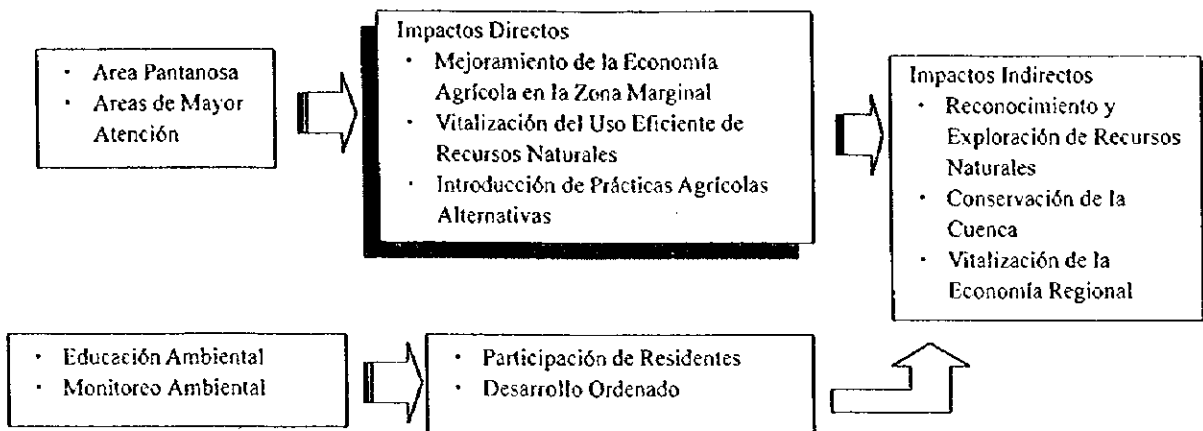 · Area Pantanosa
· Areas de Mayor
Atención
Impactos Directos
· Mejoramiento de la Economía
Agrícola en la Zona Marginal
· Vitalización del Uso Eficiente de
Recursos Naturales
· Introducción de Prácticas Agrícolas
Alternativas
Impactos Indirectos
· Reconocimiento y
Exploración de Recursos
Naturales
· Conservación de la
Cuenca
· Vitalización de la
Economía Regional
· Educación Ambiental
· Monitoreo Ambiental
· Participación de Residentes
· Desarrollo Ordenado